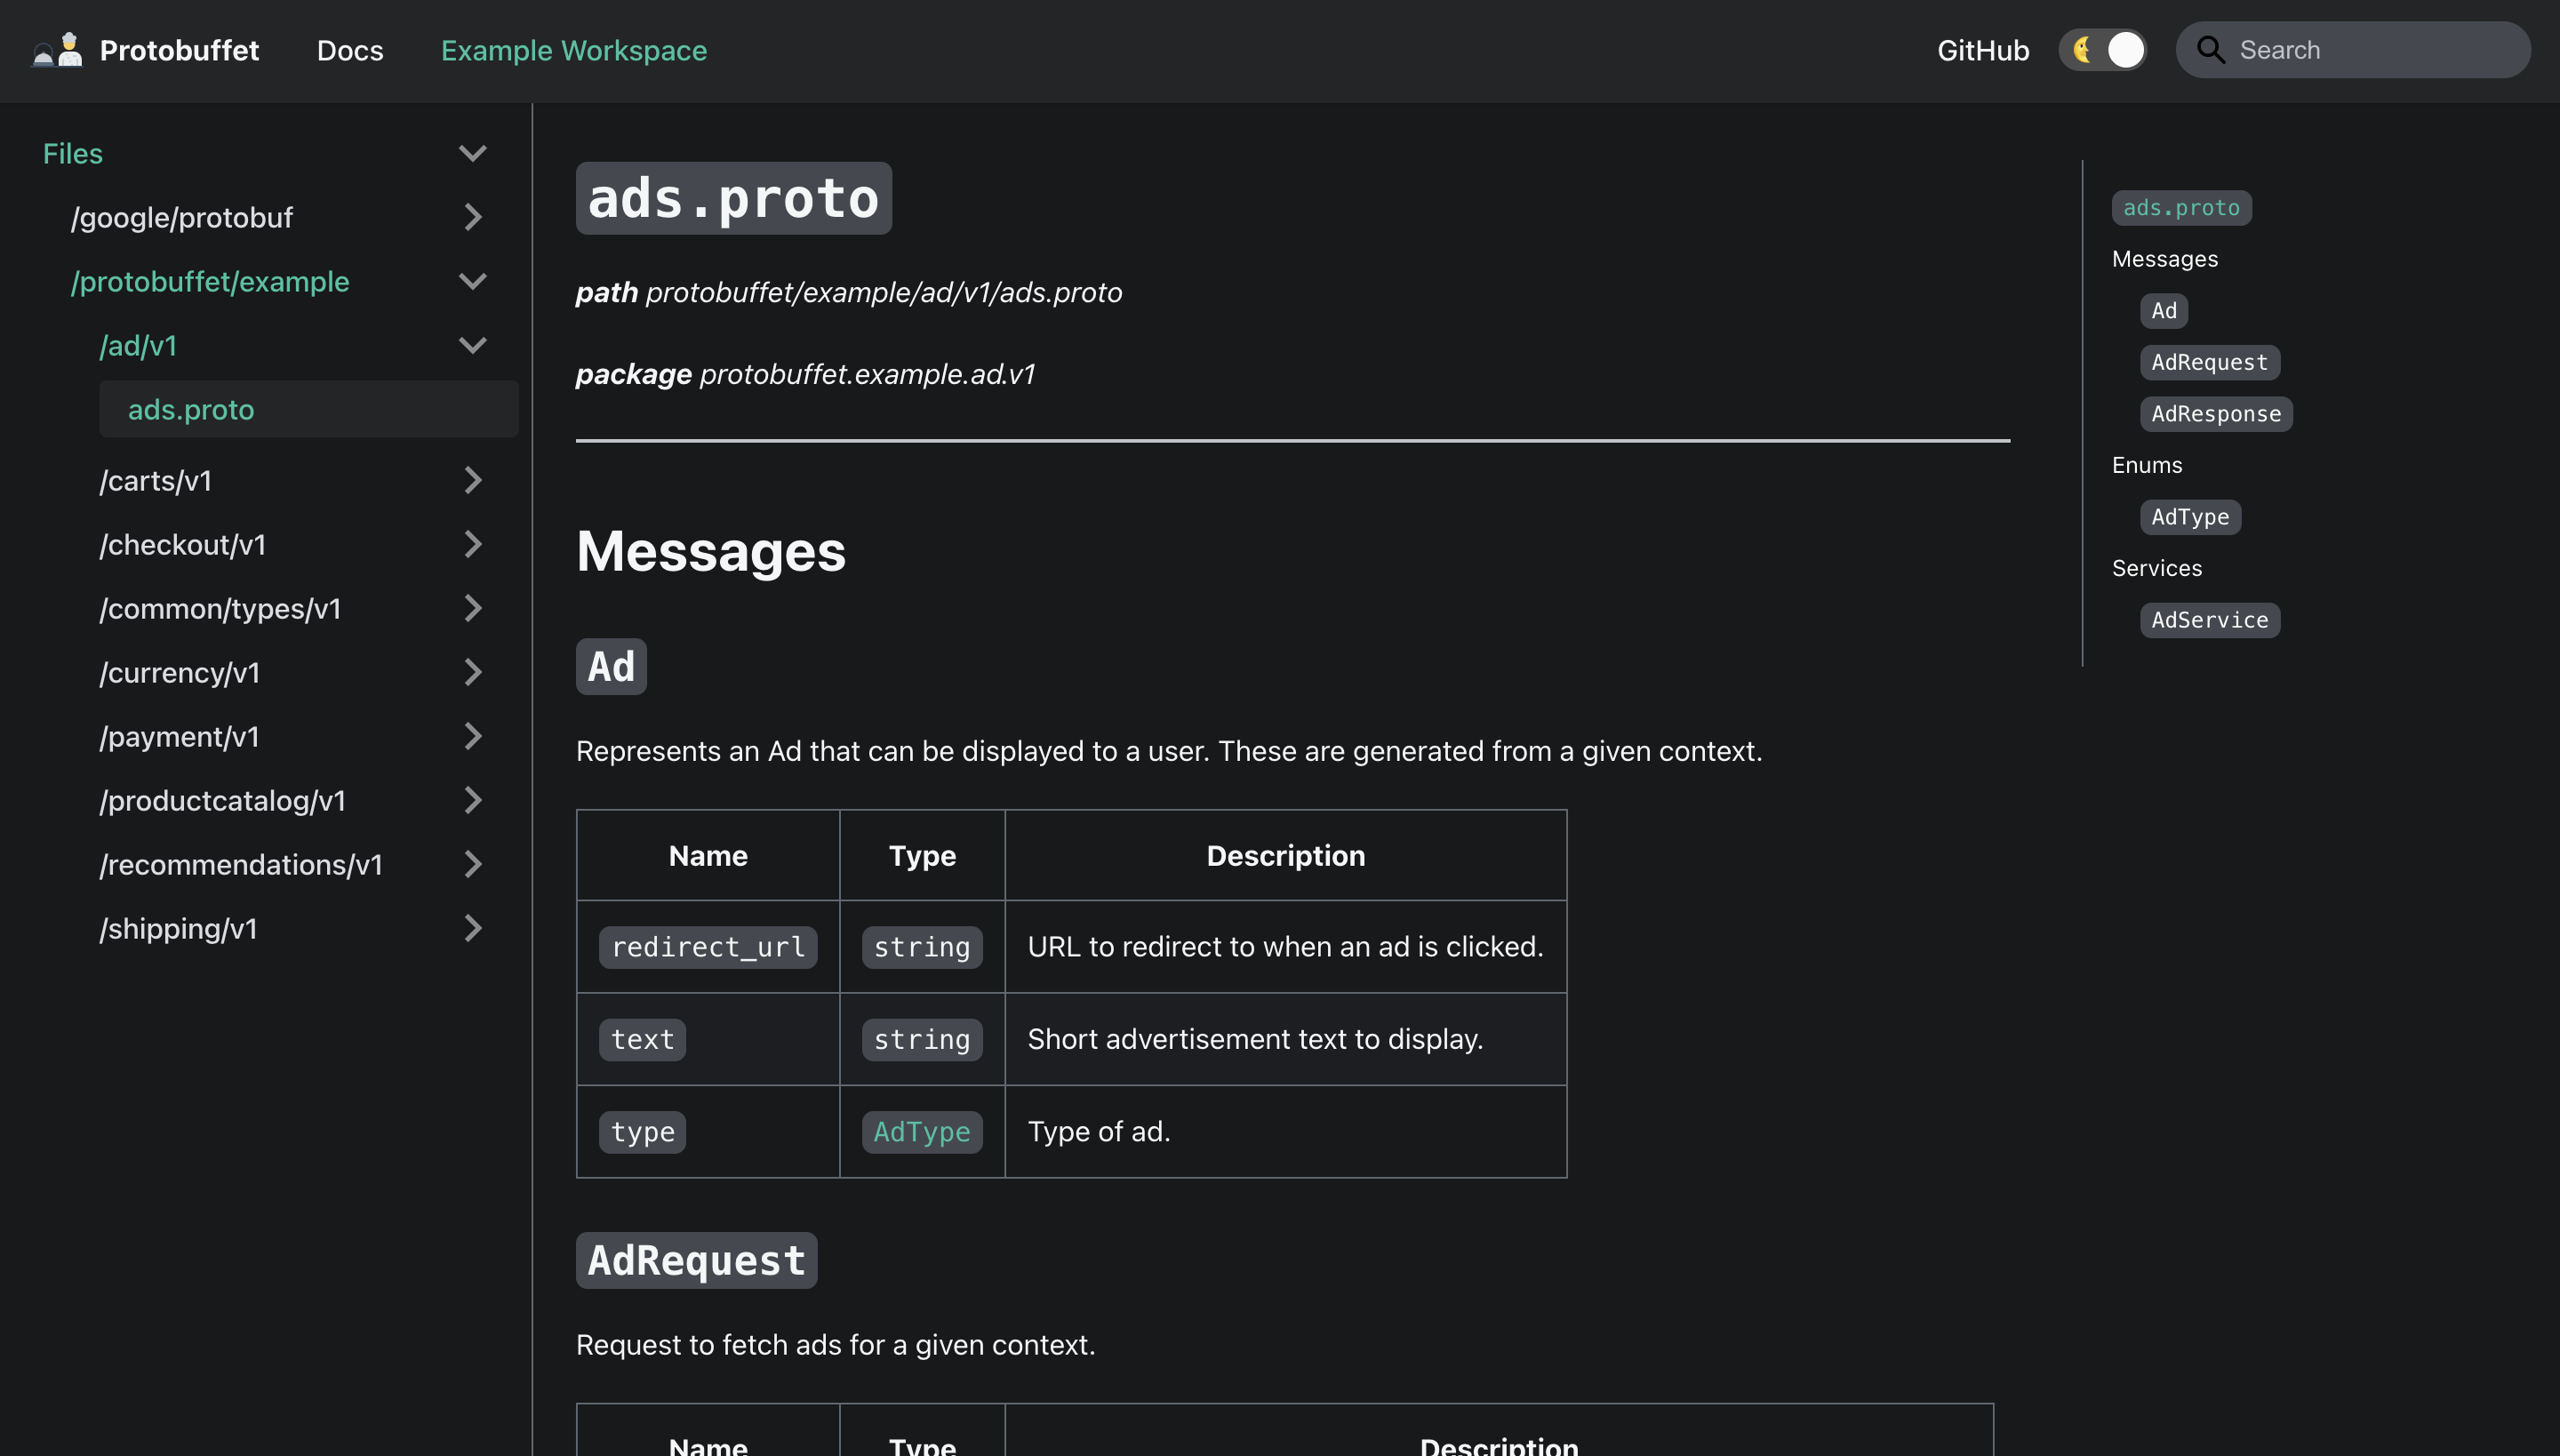 Protobuffet Docs Example Workspace GitHub Search
Files
/google/protobuf
/protobuffet/example
/ad/v1
ads.proto
/carts/v1
/checkout/v1
/common/types/v1
/currency/v1
/payment/v1
/productcatalog/v1
/recommendations/v1
/shipping/v1
ads.proto
path protobuffet/example/ad/v1/ads.proto
package protobuffet.example.ad.v1
Messages
Ad
Represents an Ad that can be displayed to a user. These are generated from a given context.
Name Type Description
redirect_url string URL to redirect to when an ad is clicked.
text string Short advertisement text to display.
type AdType Type of ad.
AdRequest
Request to fetch ads for a given context.
Name Type Description
ads.proto
Messages
Ad
AdRequest
AdResponse
Enums
AdType
Services
AdService